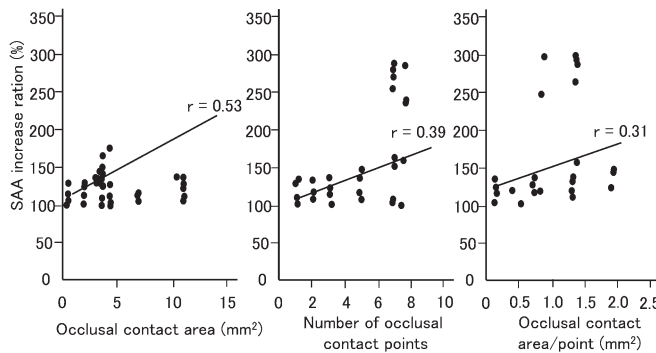 SAA increase ration (%)
350
300
250
200
150
100
50
0
r = 0.53
0 5 10 15
Occlusal contact area (mm²)
350
300
250
200
150
100
50
0
r = 0.39
0 2 4 6 8 10
Number of occlusal
contact points
350
300
250
200
150
100
50
0
r = 0.31
0 0.5 1.0 1.5 2.0 2.5
Occlusal contact
area/point (mm²)